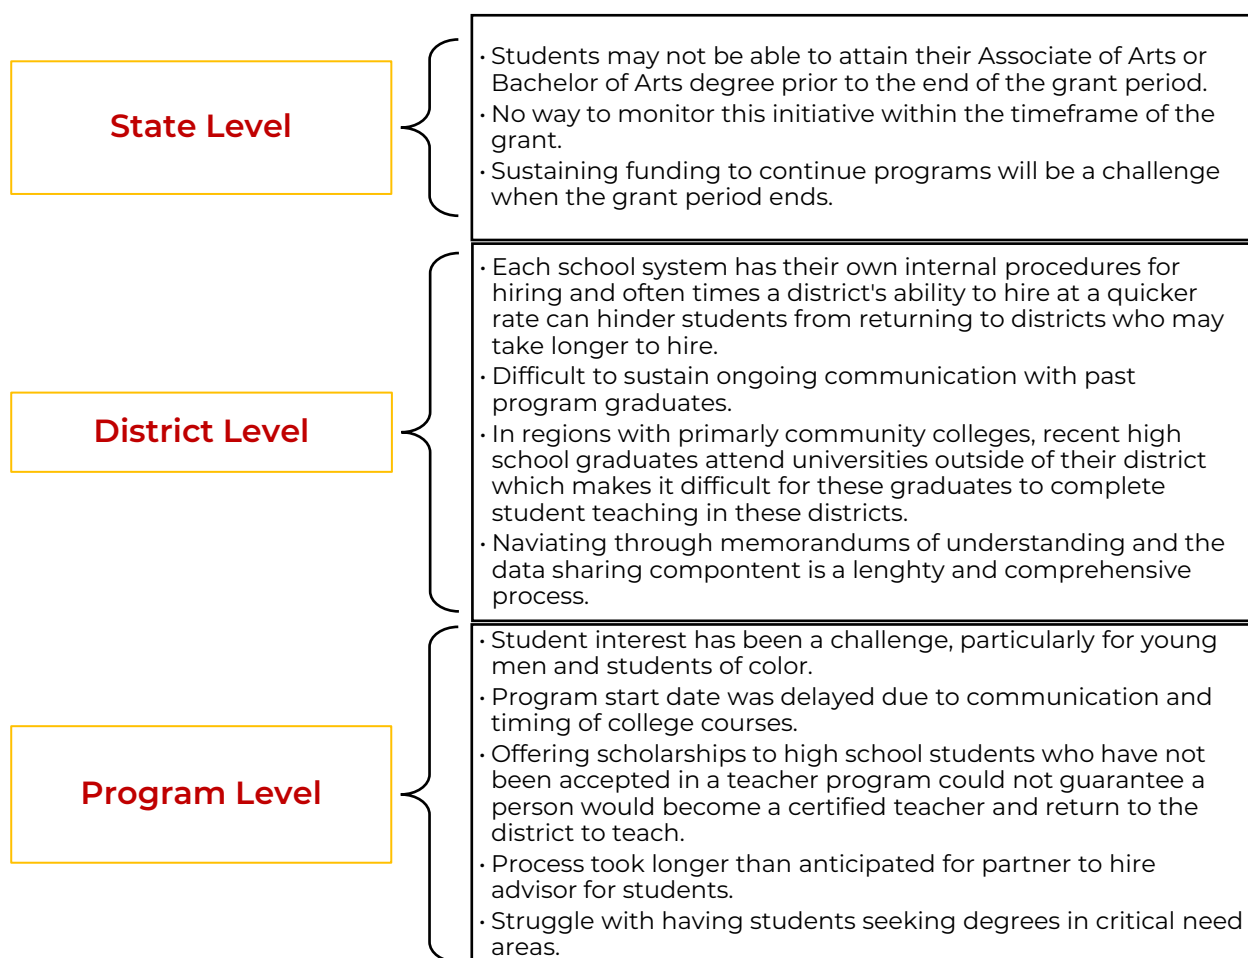 State Level
· Students may not be able to attain their Associate of Arts or
Bachelor of Arts degree prior to the end of the grant period.
· No way to monitor this initiative within the timeframe of the
grant.
· Sustaining funding to continue programs will be a challenge
when the grant period ends.
District Level
· Each school system has their own internal procedures for
hiring and often times a district's ability to hire at a quicker
rate can hinder students from returning to districts who may
take longer to hire.
· Difficult to sustain ongoing communication with past
program graduates.
· In regions with primarly community colleges, recent high
school graduates attend universities outside of their district
which makes it difficult for these graduates to complete
student teaching in these districts.
· Naviating through memorandums of understanding and the
data sharing compontent is a lenghty and comprehensive
process.
Program Level
· Student interest has been a challenge, particularly for young
men and students of color.
· Program start date was delayed due to communication and
timing of college courses.
· Offering scholarships to high school students who have not
been accepted in a teacher program could not guarantee a
person would become a certified teacher and return to the
district to teach.
· Process took longer than anticipated for partner to hire
advisor for students.
· Struggle with having students seeking degrees in critical need
areas.